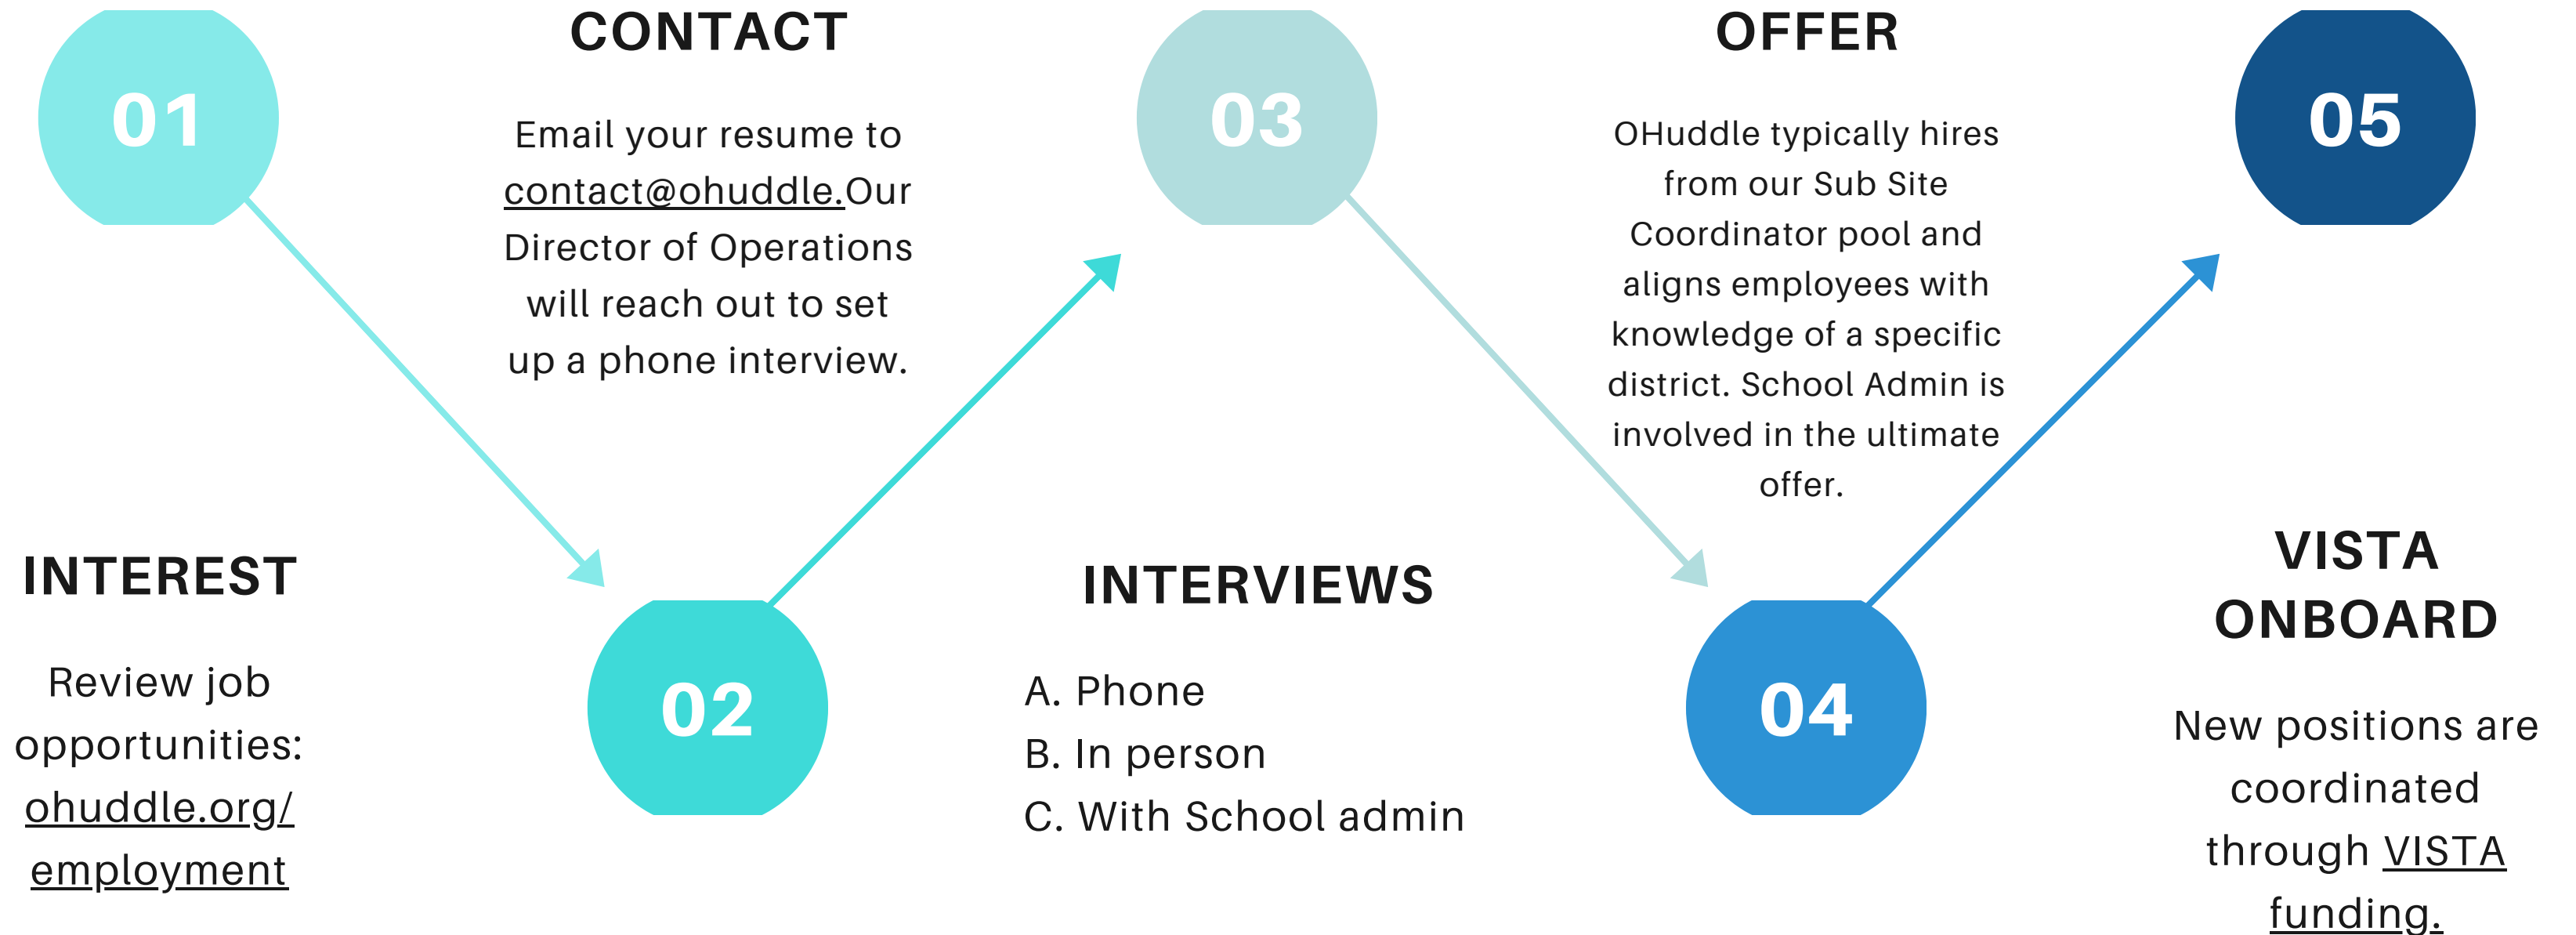 01
INTEREST
Review job
opportunities:
ohuddle.org/
employment
CONTACT
Email your resume to
contact@ohuddle.Our
Director of Operations
will reach out to set
up a phone interview.
02
03
INTERVIEWS
A. Phone
B. In person
C. With School admin
OFFER
OHuddle typically hires
from our Sub Site
Coordinator pool and
aligns employees with
knowledge of a specific
district. School Admin is
involved in the ultimate
offer.
04
05
VISTA
ONBOARD
New positions are
coordinated
through VISTA
funding.